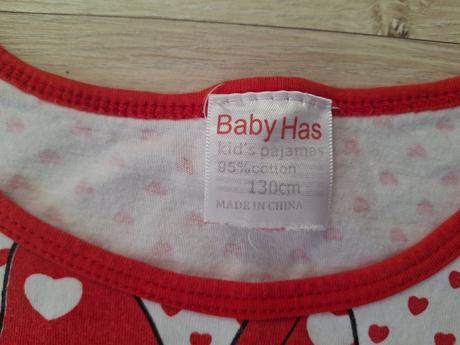 Baby Has
kid's pajamas
95%cotton
130cm
MADE IN CHINA